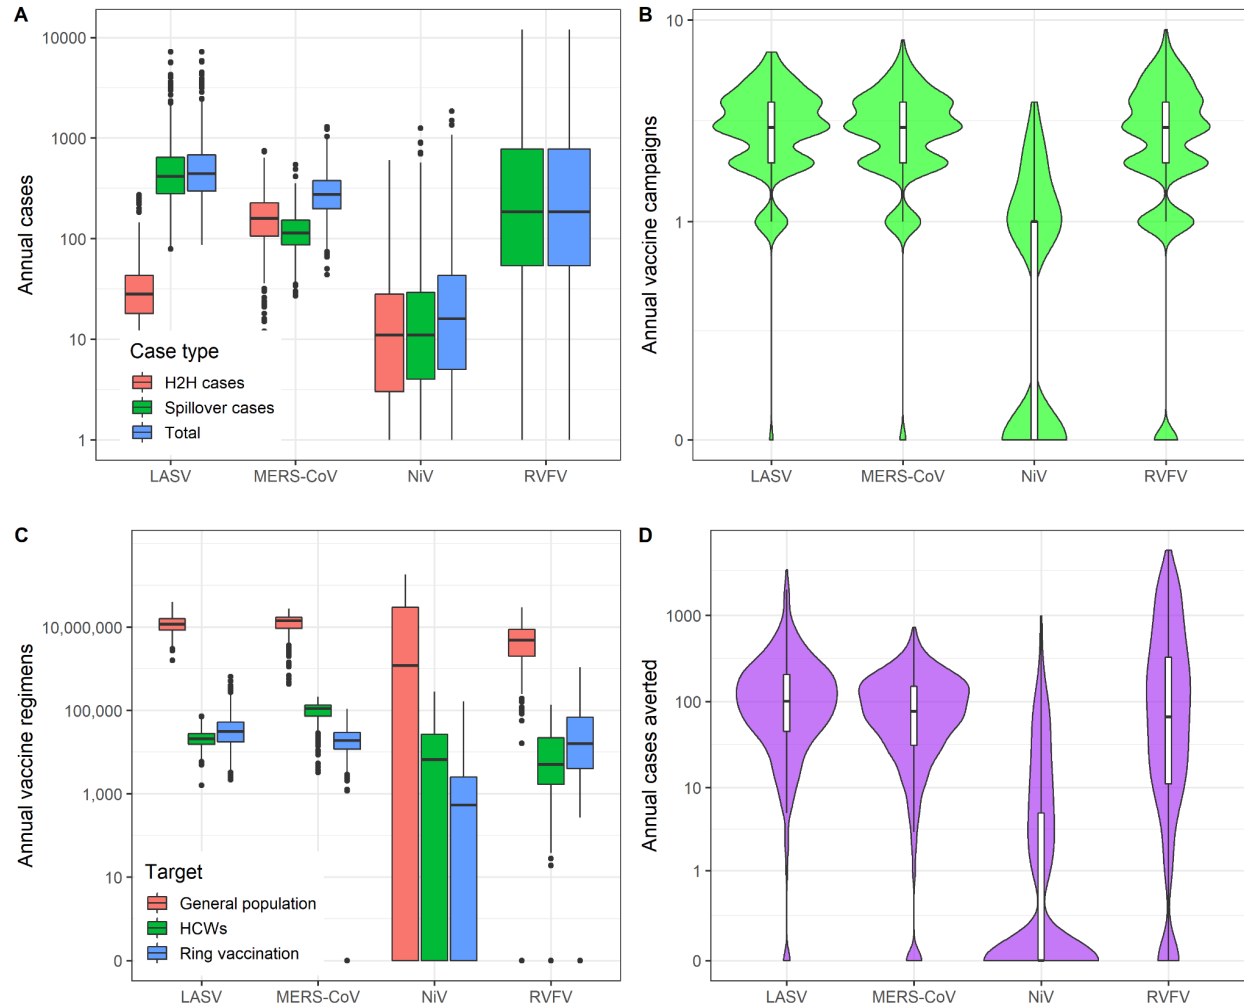 A
Annual cases
10000
1000
100
10
1
Case type
H2H cases
Spillover cases
Total
LASV MERS-CoV NiV RVFV
B
Annual vaccine campaigns
10
1
0
LASV MERS-CoV NiV RVFV
C
Annual vaccine regimens
10,000,000
100,000
1,000
10
0
Target
General population
HCWs
Ring vaccination
LASV MERS-CoV NiV RVFV
D
Annual cases averted
1000
100
10
1
0
LASV MERS-CoV NiV RVFV